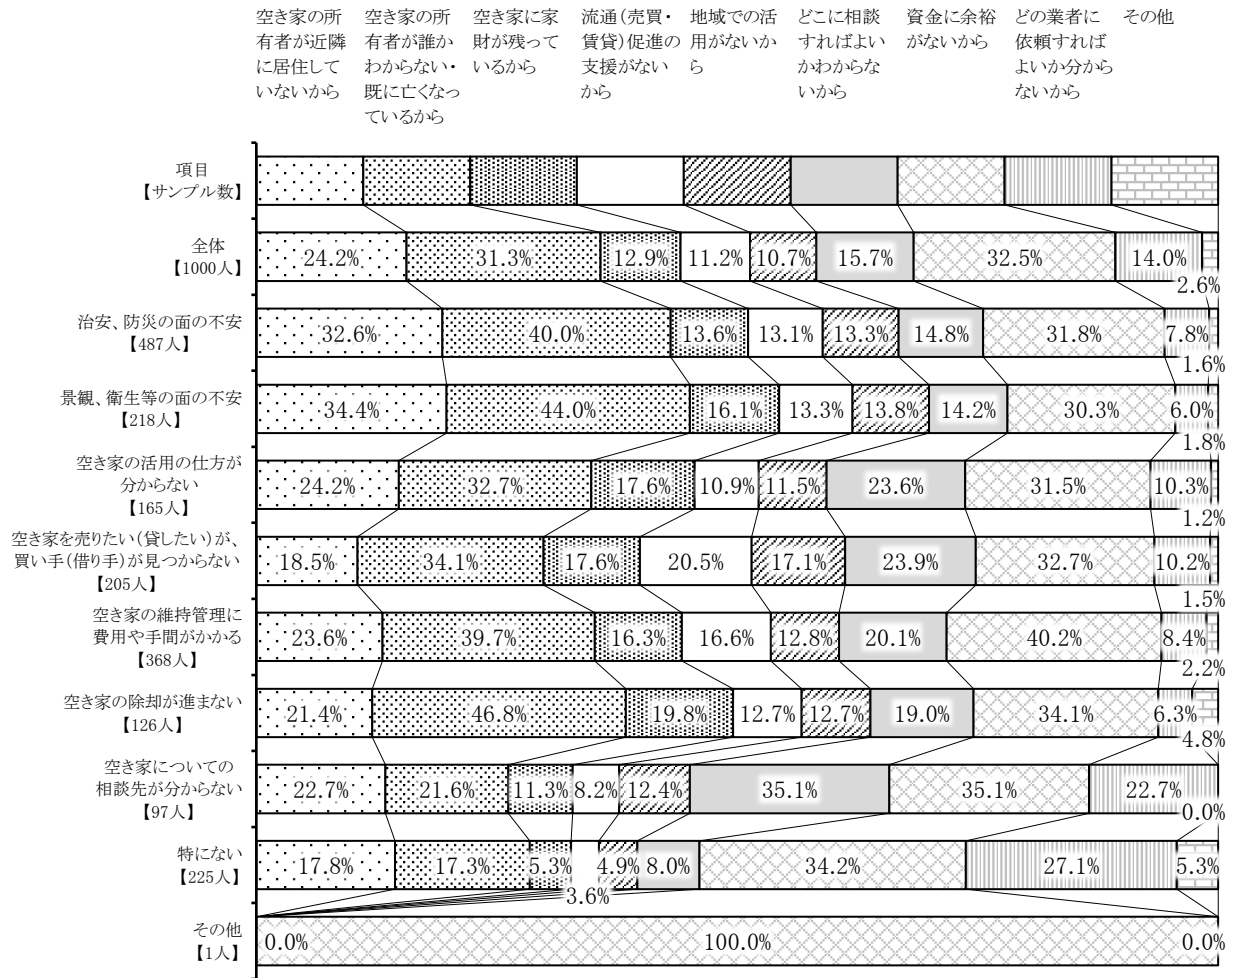 空き家の所
有者が近隣
に居住して
いないから
空き家の所
有者が誰か
わからない・
既に亡くなっ
ているから
空き家に家
財が残って
いるから
流通（売買・
賃貸）促進の
支援がない
から
地域での活
用がないか
ら
どこに相談
すればよい
かわからな
いから
資金に余裕
がないから
どの業者に
依頼すれば
よいか分から
ないから
その他
項目
【サンプル数】
全体
【1000人】
24.2% 31.3% 12.9% 11.2% 10.7% 15.7% 32.5% 14.0%
2.6%
治安、防災の面の不安
【487人】
32.6% 40.0% 13.6% 13.1% 13.3% 14.8% 31.8% 7.8%
1.6%
景観、衛生等の面の不安
【218人】
34.4% 44.0% 16.1% 13.3% 13.8% 14.2% 30.3% 6.0%
1.8%
空き家の活用の仕方が
分からない
【165人】
24.2% 32.7% 17.6% 10.9% 11.5% 23.6% 31.5% 10.3%
1.2%
空き家を売りたい（貸したい）が、
買い手（借り手）が見つからない
【205人】
18.5% 34.1% 17.6% 20.5% 17.1% 23.9% 32.7% 10.2%
1.5%
空き家の維持管理に
費用や手間がかかる
【368人】
23.6% 39.7% 16.3% 16.6% 12.8% 20.1% 40.2% 8.4%
2.2%
空き家の除却が進まない
【126人】
21.4% 46.8% 19.8% 12.7% 12.7% 19.0% 34.1% 6.3%
4.8%
空き家についての
相談先が分からない
【97人】
22.7% 21.6% 11.3% 8.2% 12.4% 35.1% 35.1% 22.7%
0.0%
特にない
【225人】
17.8% 17.3% 5.3% 4.9% 8.0% 34.2% 27.1% 5.3%
3.6%
その他
【1人】
0.0% 100.0% 0.0%